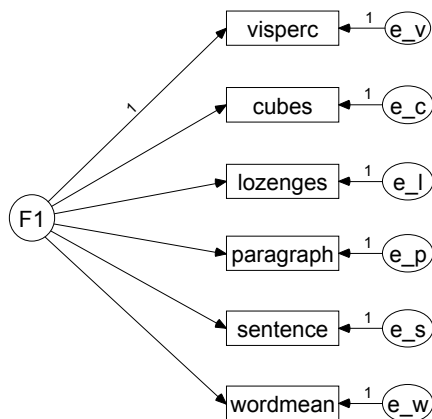 visperc 1 e_v
1
cubes 1 e_c
lozenges 1 e_l
F1
paragraph 1 e_p
sentence 1 e_s
wordmean 1 e_w